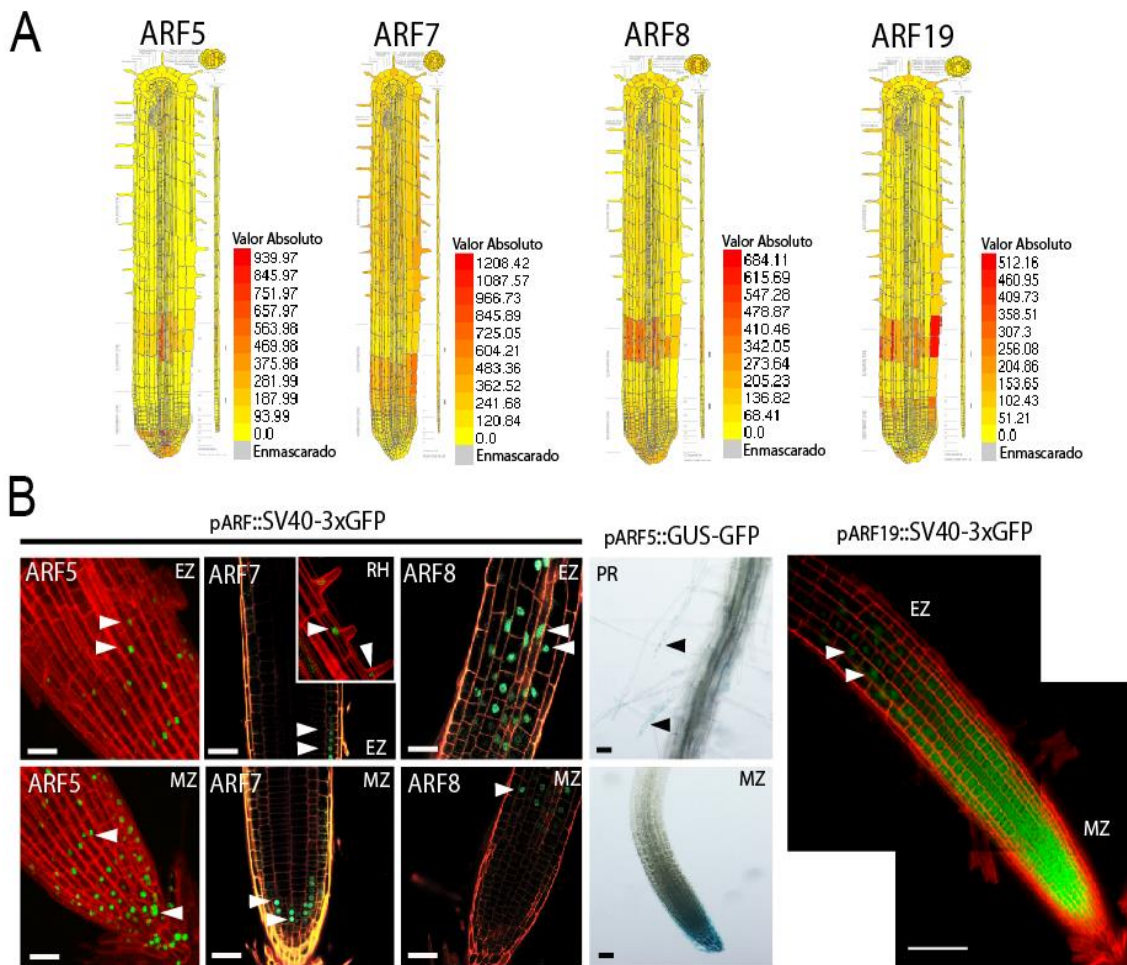 A
ARF5
ARF7
ARF8
ARF19
Valor Absoluto
939.97
845.97
751.97
657.97
563.98
469.98
375.98
281.99
187.99
93.99
0.0
Enmascarado
Valor Absoluto
1208.42
1087.57
966.73
845.89
725.05
604.21
483.36
362.52
241.68
120.84
0.0
Enmascarado
Valor Absoluto
684.11
615.69
547.28
478.87
410.46
342.05
273.64
205.23
136.82
68.41
0.0
Enmascarado
Valor Absoluto
512.16
460.95
409.73
358.51
307.3
256.08
204.86
153.65
102.43
51.21
0.0
Enmascarado
B
pARF::SV40-3xGFP
pARF5::GUS-GFP
pARF19::SV40-3xGFP
ARF5 EZ
ARF7 RH
EZ
ARF8 EZ
PR
EZ
MZ
ARF5 MZ
ARF7 MZ
ARF8 MZ
MZ